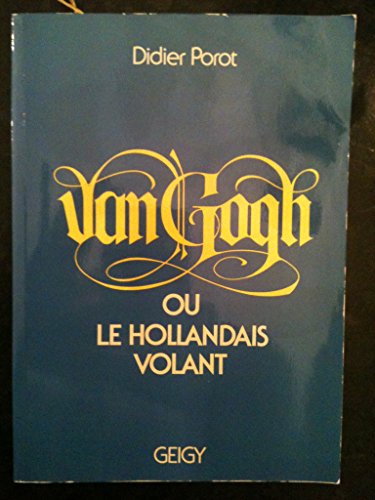 Didier Porot
Van Gogh
OU
LE HOLLANDAIS
VOLANT
GEIGY